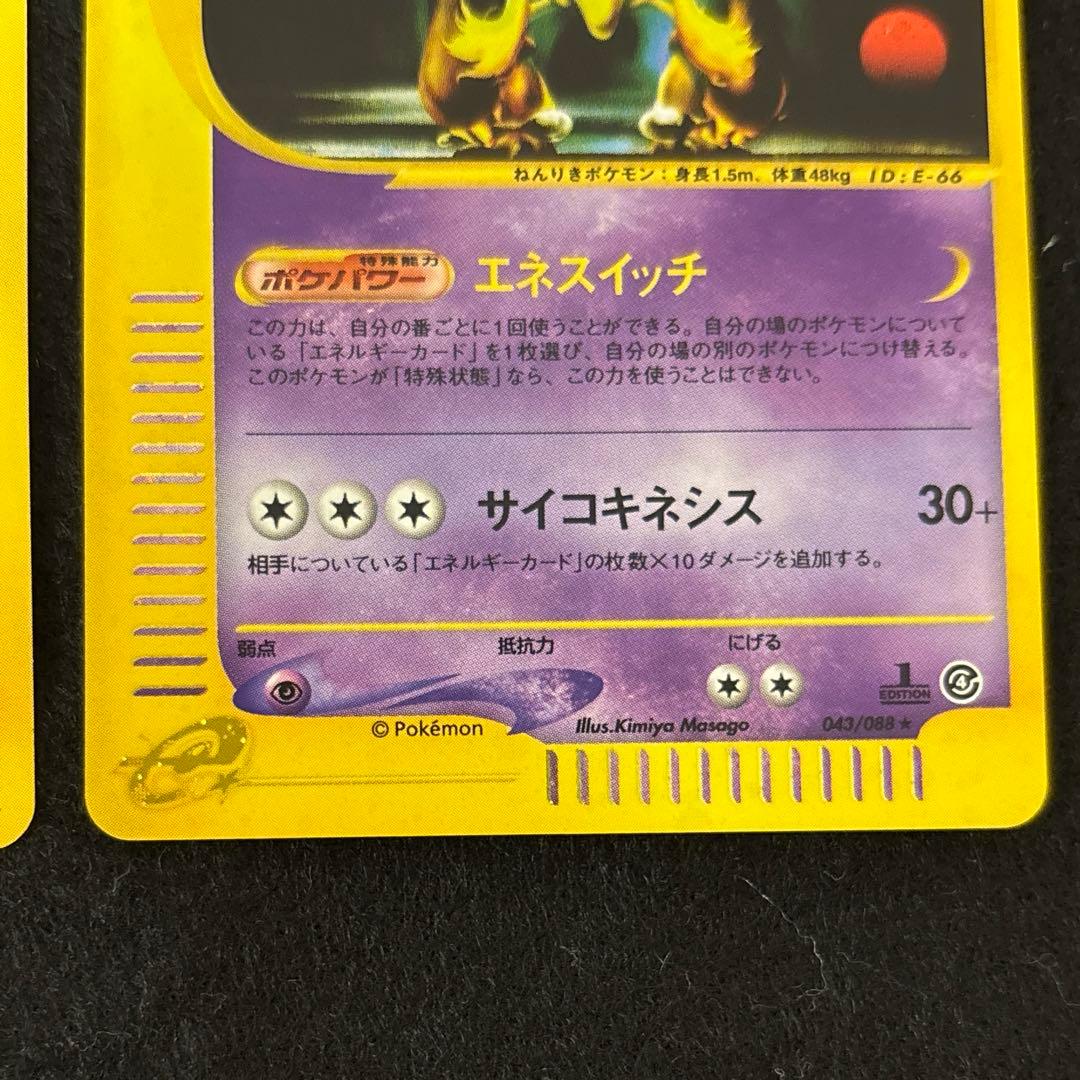 ねんりきポケモン：身長1.5m、体重48kg ID:E-66
特殊能力
ポケパワー エネスイッチ
この力は、自分の番ごとに1回使うことができる。自分の場のポケモンについて
いる「エネルギーカード」を1枚選び、自分の場の別のポケモンにつけ替える。
このポケモンが「特殊状態」なら、この力を使うことはできない。
サイコキネシス 30+
相手についている「エネルギーカード」の枚数×10ダメージを追加する。
弱点 抵抗力 にげる
1 EDITION
© Pokémon Illus.Kimiya Masago 043/088★
e